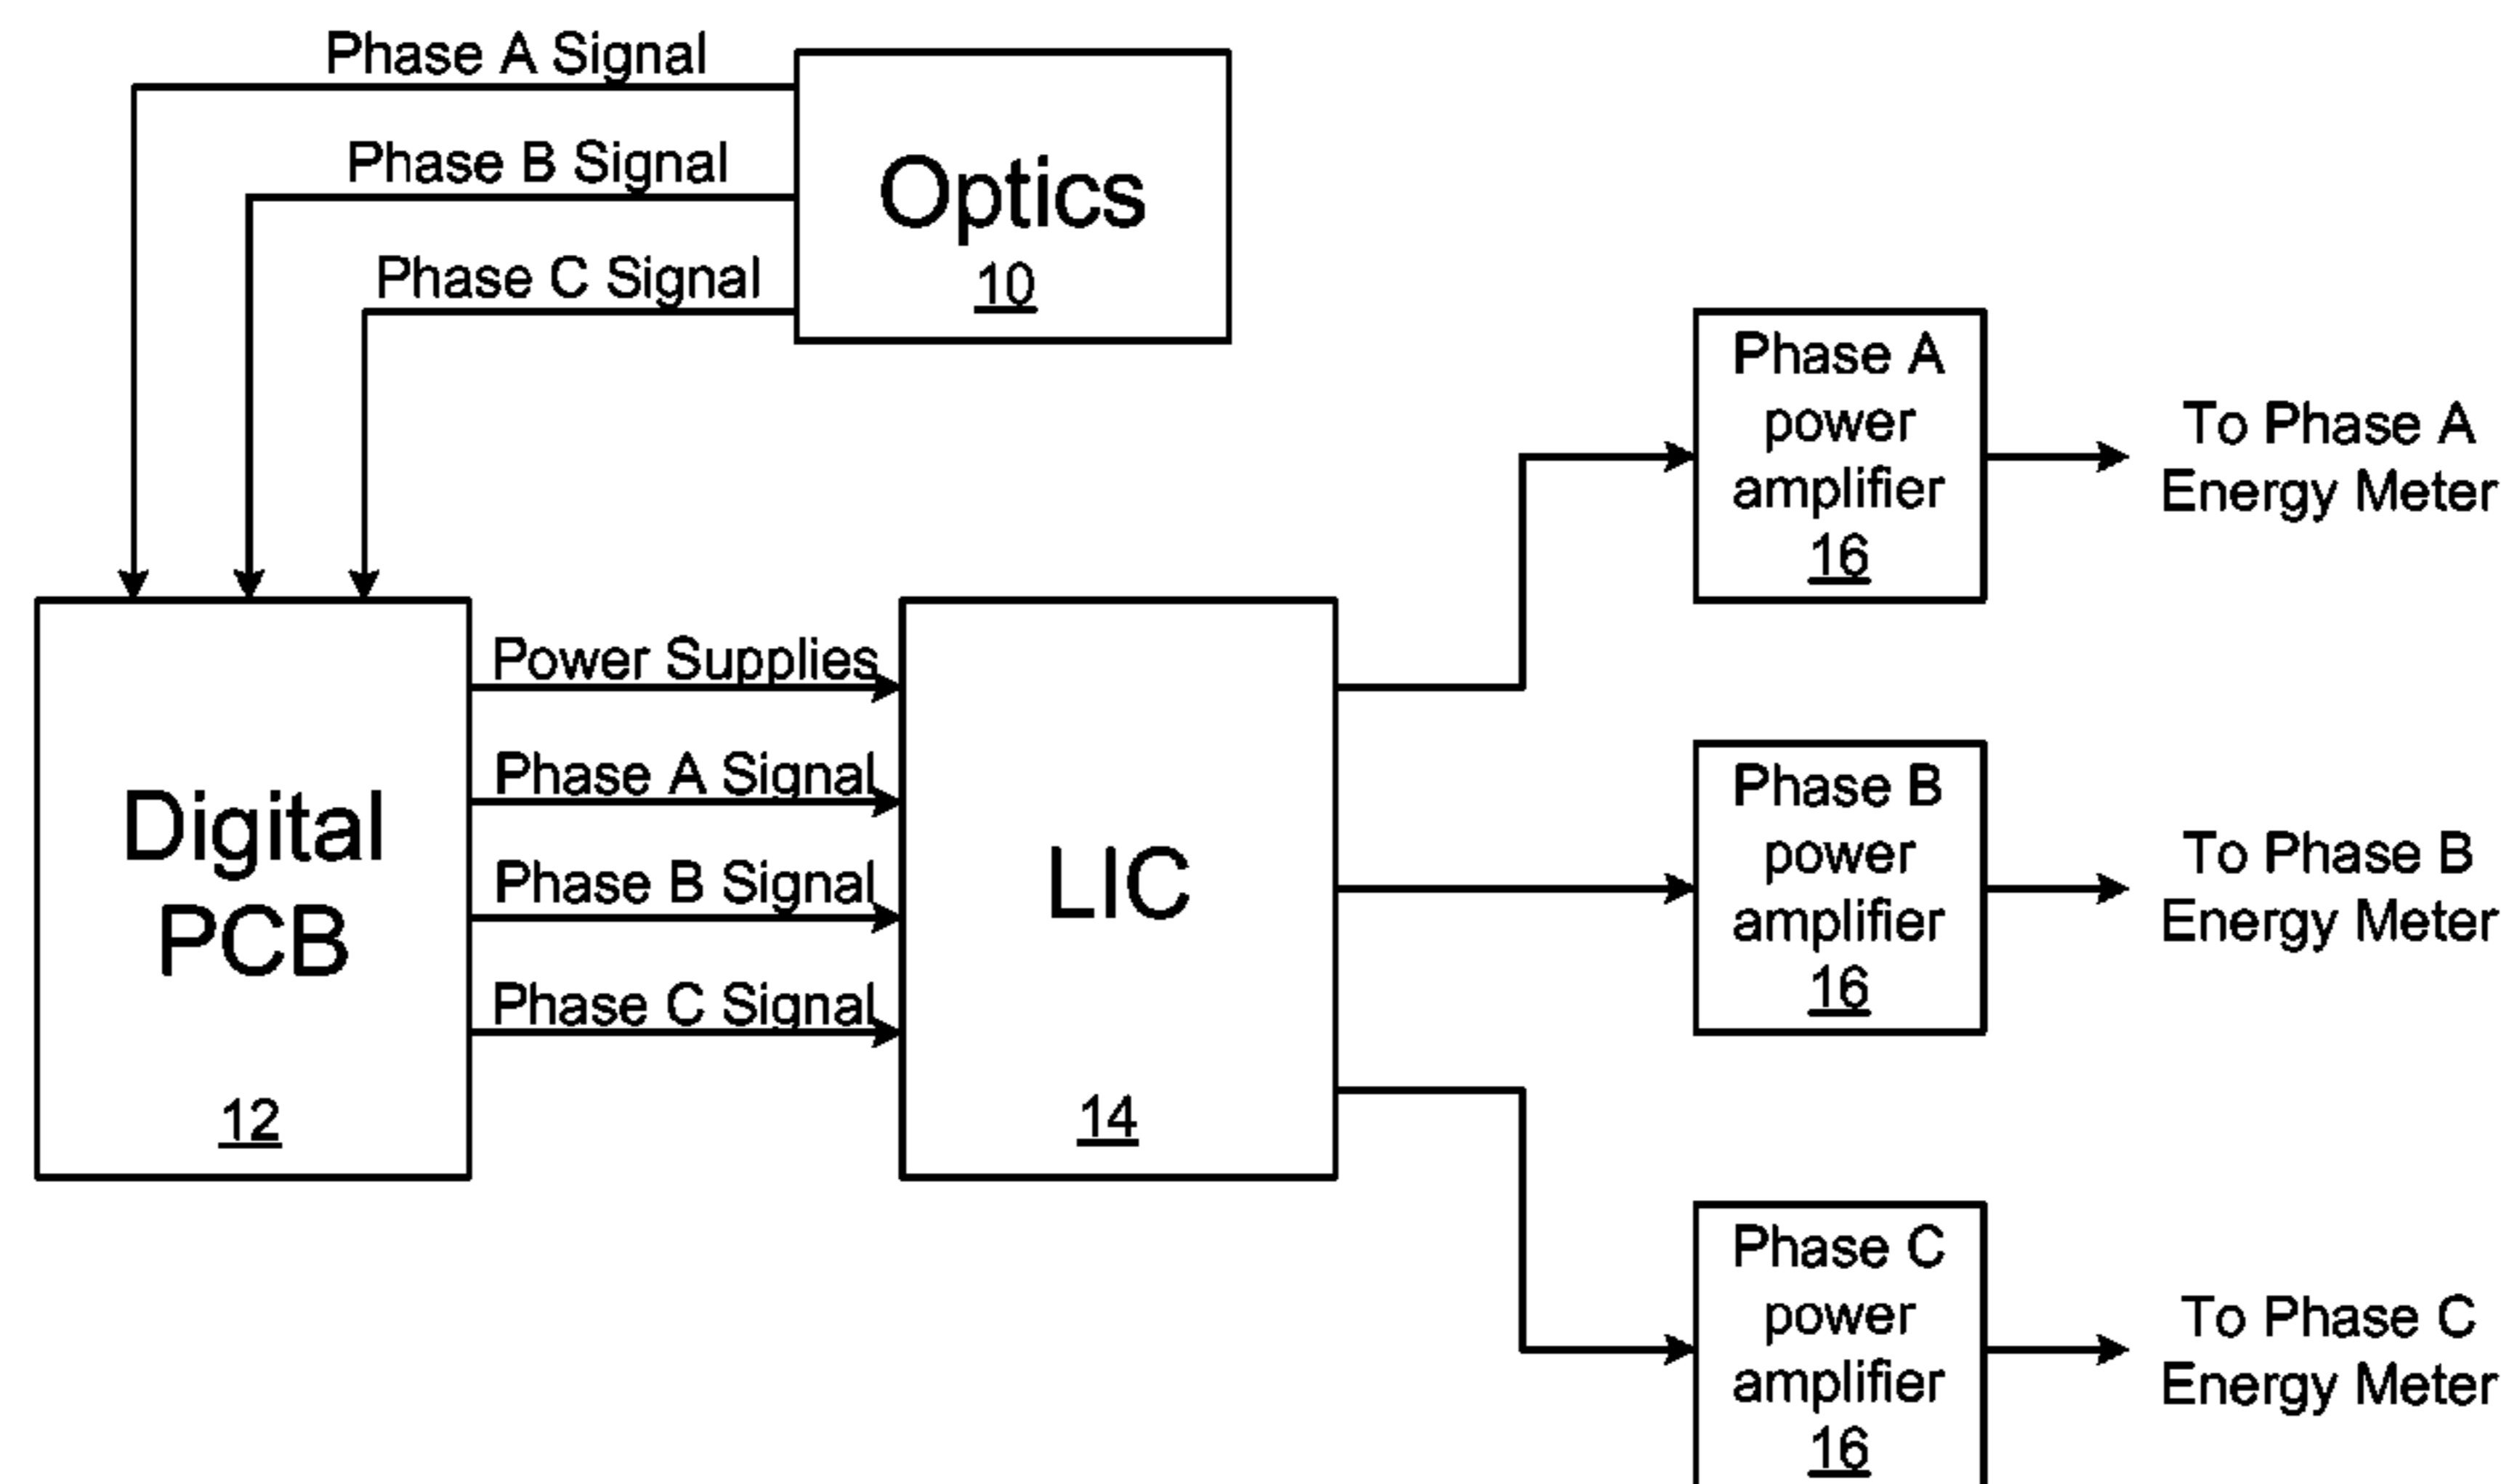 Phase A Signal
Phase B Signal
Phase C Signal
Optics
10
Digital
PCB
12
Power Supplies
Phase A Signal
Phase B Signal
Phase C Signal
LIC
14
Phase A
power
amplifier
16
To Phase A
Energy Meter
Phase B
power
amplifier
16
To Phase B
Energy Meter
Phase C
power
amplifier
16
To Phase C
Energy Meter